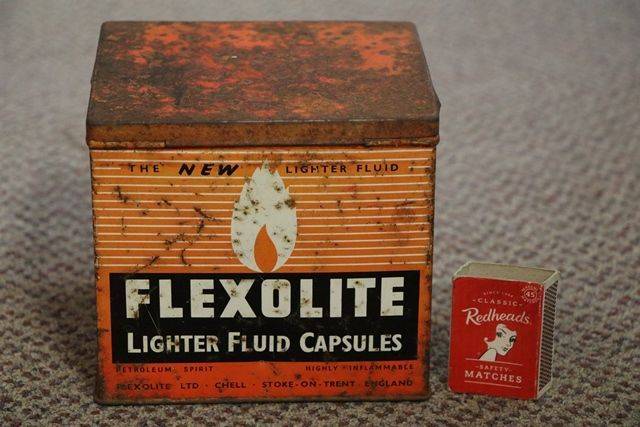 THE NEW LIGHTER FLUID
FLEXOLITE
LIGHTER FLUID CAPSULES
PETROLEUM SPIRIT HIGHLY INFLAMMABLE
FLEXOLITE LTD · CHELL · STOKE-ON-TRENT ENGLAND
CLASSIC
Redheads
SAFETY
MATCHES
45